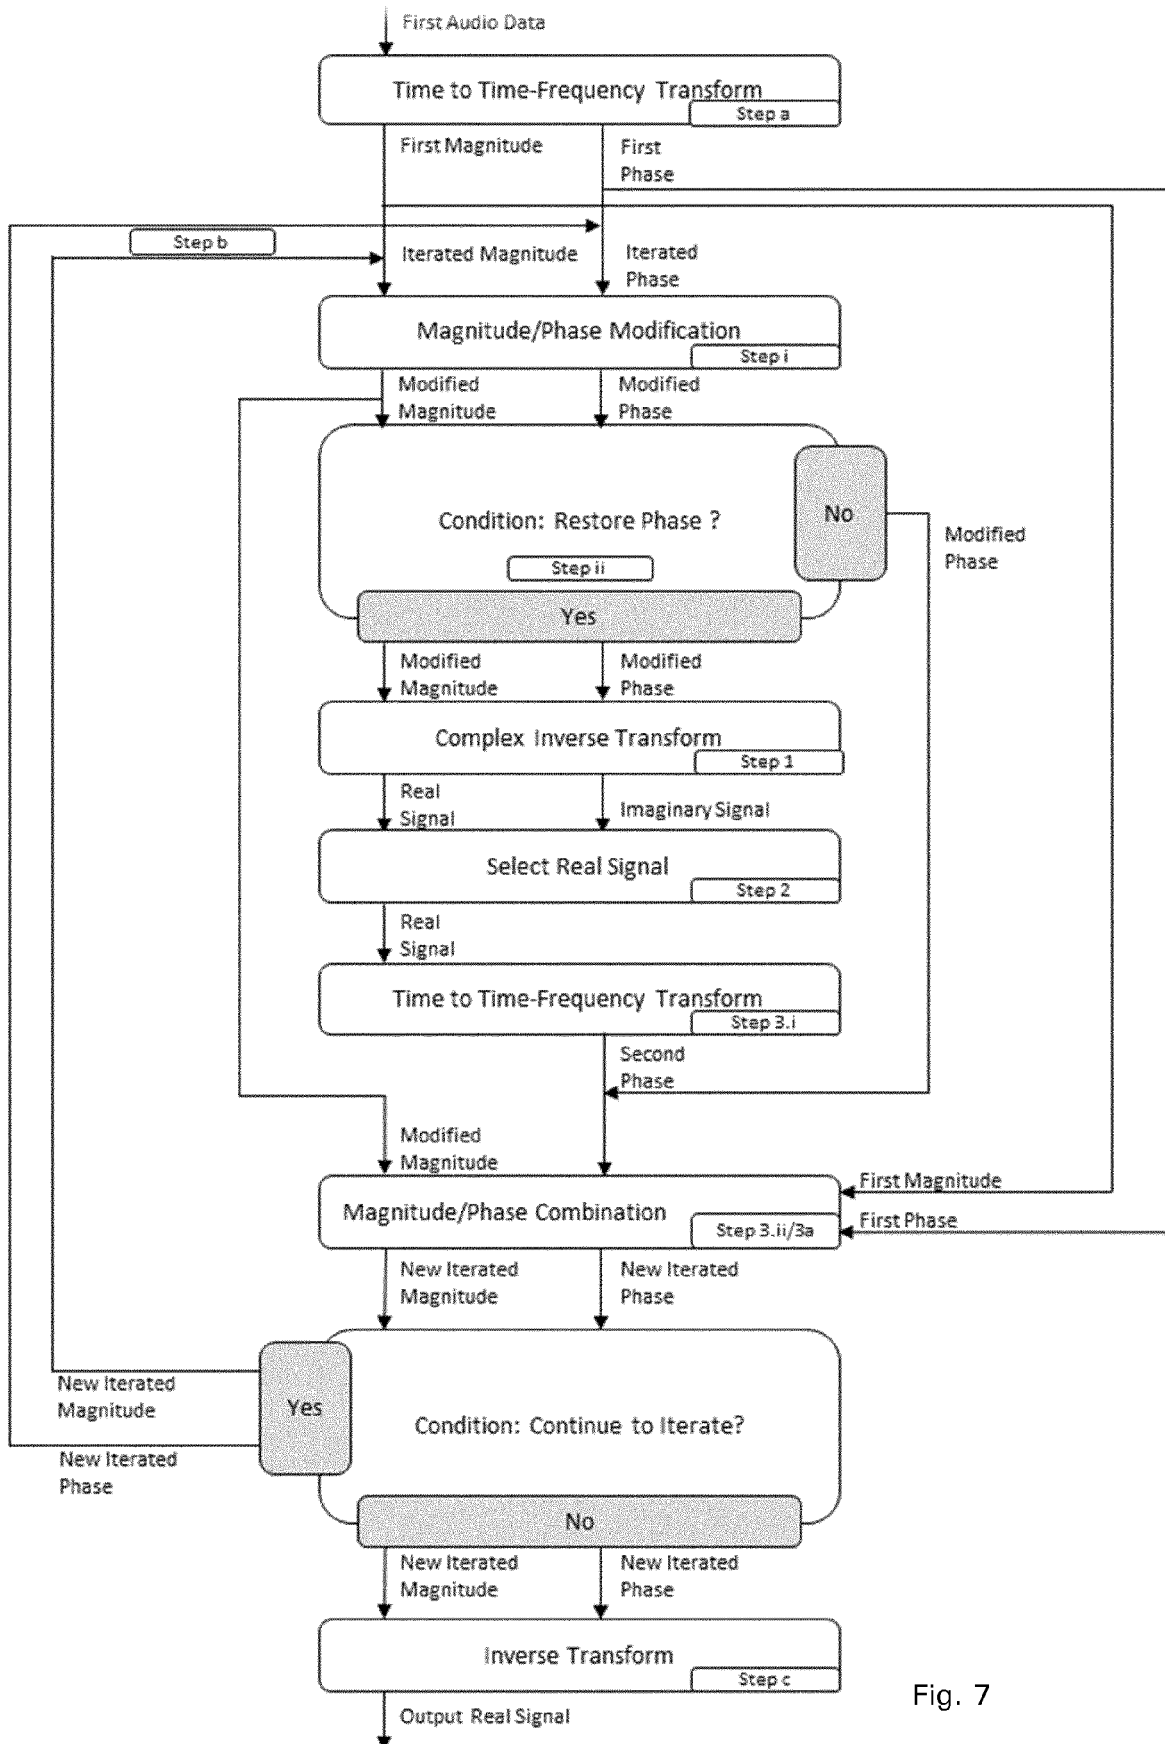 First Audio Data
Time to Time-Frequency Transform
Step a
First Magnitude
First
Phase
Step b
Iterated Magnitude
Iterated
Phase
Magnitude/Phase Modification
Step i
Modified
Magnitude
Modified
Phase
Condition: Restore Phase ?
No
Step ii
Yes
Modified
Phase
Modified
Magnitude
Modified
Phase
Complex Inverse Transform
Step 1
Real
Signal
Imaginary Signal
Select Real Signal
Step 2
Real
Signal
Time to Time-Frequency Transform
Step 3.i
Second
Phase
Modified
Magnitude
Magnitude/Phase Combination
Step 3.ii/3a
First Magnitude
First Phase
New Iterated
Magnitude
New Iterated
Phase
Yes
New Iterated
Magnitude
New Iterated
Phase
Condition: Continue to Iterate?
No
New Iterated
Magnitude
New Iterated
Phase
Inverse Transform
Step c
Output Real Signal
Fig. 7